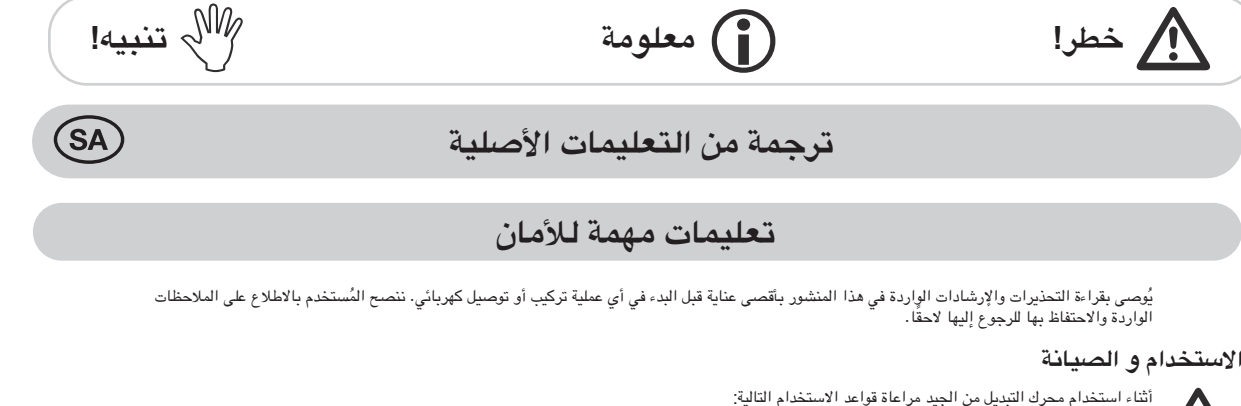 خطر!
معلومة
تنبيه!
ترجمة من التعليمات الأصلية
SA
تعليمات مهمة للأمان
يُوصى بقراءة التحذيرات والإرشادات الواردة في هذا المنشور بأقصى عناية قبل البدء في أي عملية تركيب أو توصيل كهربائي. ننصح المُستخدم بالاطلاع على الملاحظات
الواردة والاحتفاظ بها للرجوع إليها لاحقًا.
الاستخدام و الصيانة
أثناء استخدام محرك التبديل من الجيد مراعاة قواعد الاستخدام التالية: